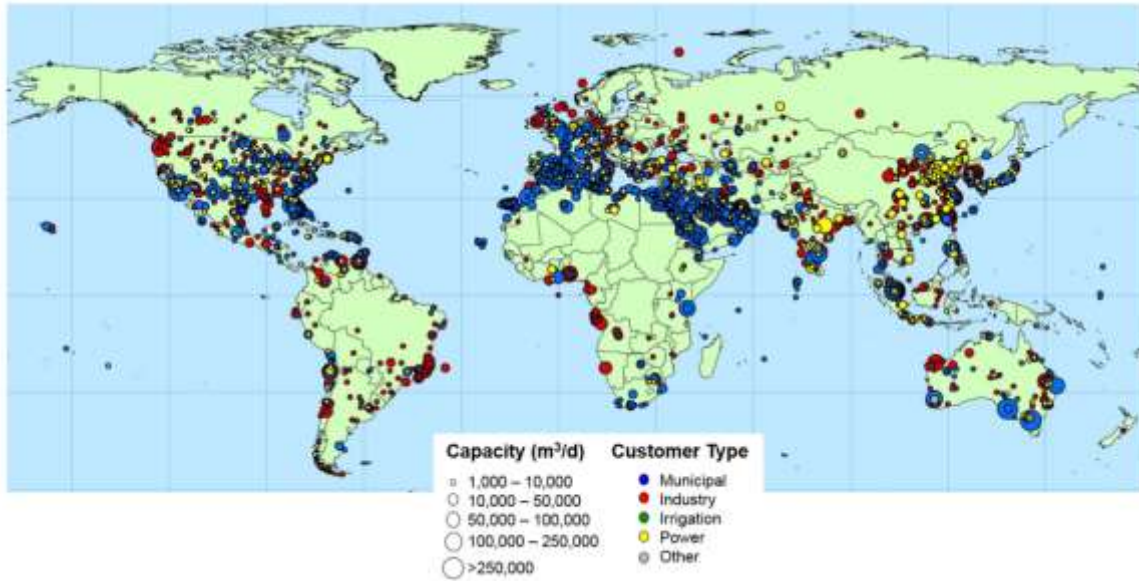 Capacity (m³/d)
1,000 – 10,000
10,000 – 50,000
50,000 – 100,000
100,000 – 250,000
>250,000
Customer Type
Municipal
Industry
Irrigation
Power
Other